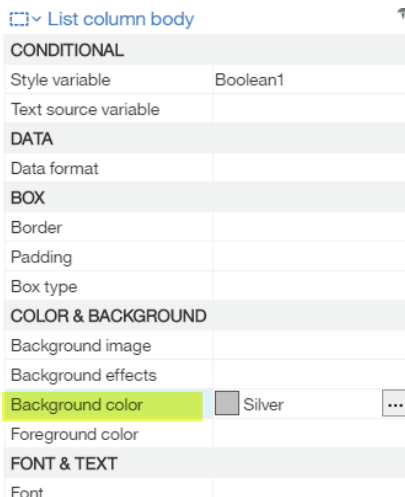 List column body
CONDITIONAL
Style variable Boolean1
Text source variable
DATA
Data format
BOX
Border
Padding
Box type
COLOR & BACKGROUND
Background image
Background effects
Background color Silver ...
Foreground color
FONT & TEXT
Font